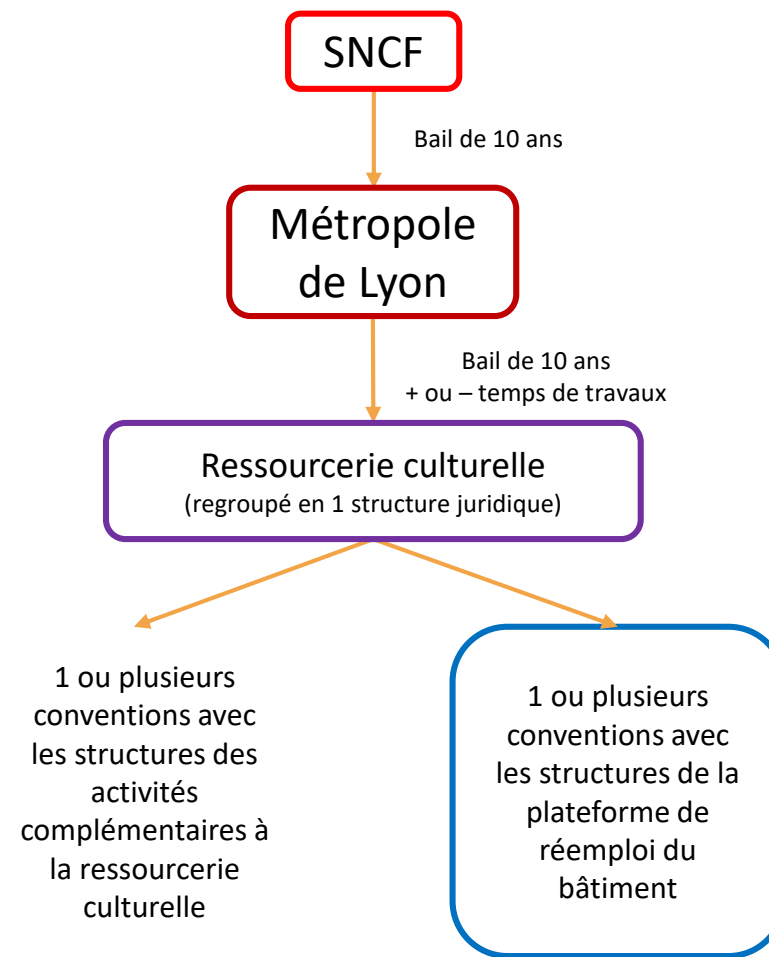 SNCF
Bail de 10 ans
Métropole
de Lyon
Bail de 10 ans
+ ou – temps de travaux
Ressourcerie culturelle
(regroupé en 1 structure juridique)
1 ou plusieurs
conventions avec
les structures des
activités
complémentaires à
la ressourcerie
culturelle
1 ou plusieurs
conventions avec
les structures de la
plateforme de
réemploi du
bâtiment